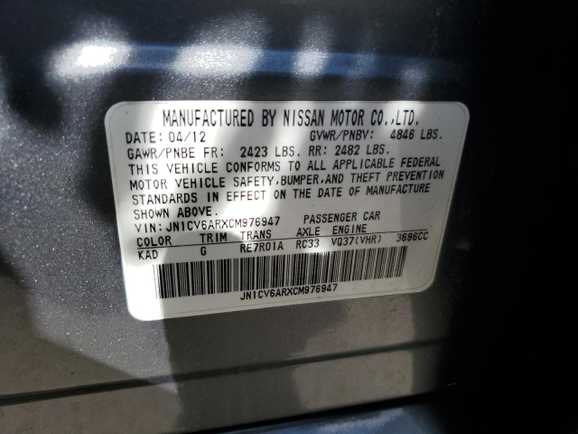 MANUFACTURED BY NISSAN MOTOR CO.,LTD.
DATE: 04/12 GVWR/PNBV: 4846 LBS.
GAWR/PNBE FR: 2423 LBS. RR: 2482 LBS.
THIS VEHICLE CONFORMS TO ALL APPLICABLE FEDERAL
MOTOR VEHICLE SAFETY, BUMPER, AND THEFT PREVENTION
STANDARDS IN EFFECT ON THE DATE OF MANUFACTURE
SHOWN ABOVE.
VIN: JN1CV6ARXCM976947 PASSENGER CAR
COLOR TRIM TRANS AXLE ENGINE
KAD G RE7R01A RC33 VQ37(VHR) 3696CC
JN1CV6ARXCM976947